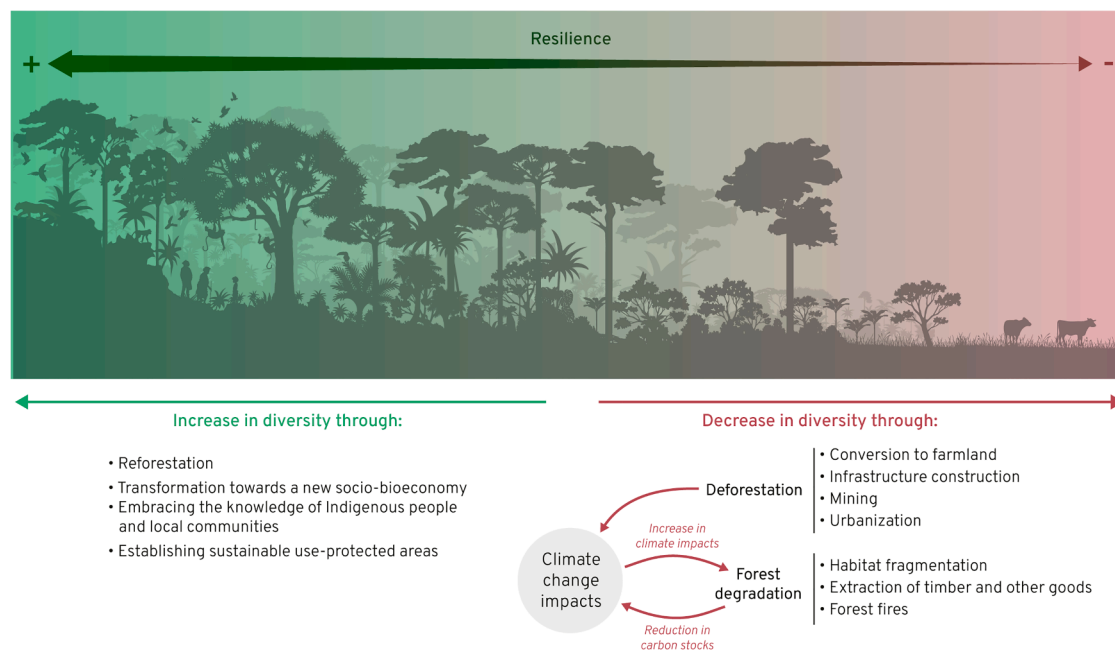 Resilience
+
-
Increase in diversity through:
• Reforestation
• Transformation towards a new socio-bioeconomy
• Embracing the knowledge of Indigenous people
and local communities
• Establishing sustainable use-protected areas
Decrease in diversity through:
Deforestation
• Conversion to farmland
• Infrastructure construction
• Mining
• Urbanization
Climate
change
impacts
Increase in
climate impacts
Forest
degradation
Reduction in
carbon stocks
• Habitat fragmentation
• Extraction of timber and other goods
• Forest fires